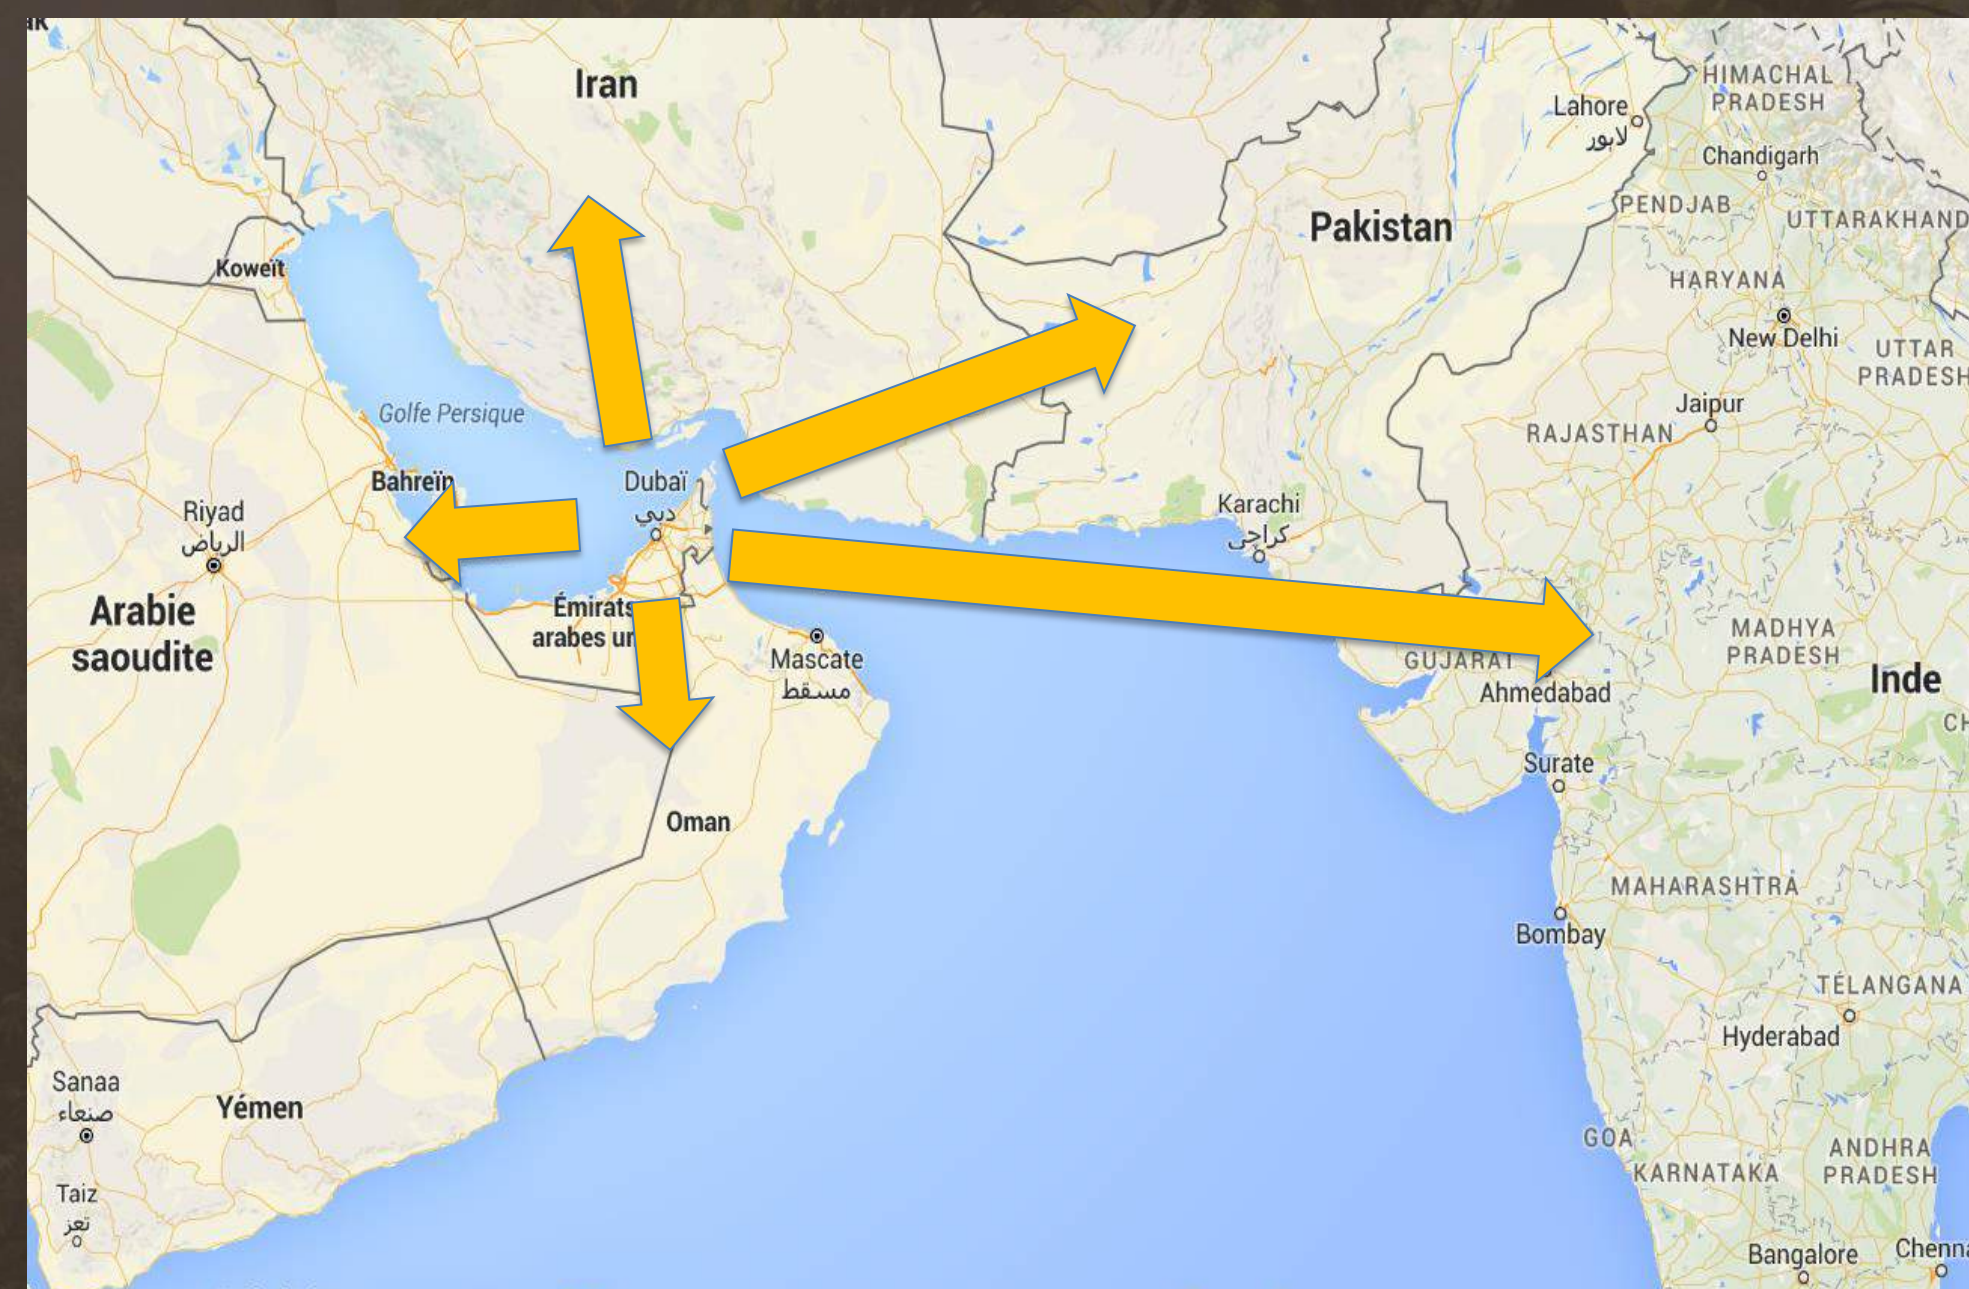 Iran
Lahore
لاہور
HIMACHAL
PRADESH
Chandigarh
PENDJAB
UTTARAKHAND
Pakistan
Koweït
HARYANA
New Delhi
UTTAR
PRADESH
Golfe Persique
Jaipur
RAJASTHAN
Bahreïn
Dubaï
دبي
Karachi
کراچی
Riyad
الرياض
Arabie
saoudite
Émirats
arabes un
Mascate
مسقط
GUJARAT
Ahmedabad
MADHYA
PRADESH
Inde
CH
Surate
Oman
MAHARASHTRA
Bombay
TÉLANGANA
Hyderabad
Sanaa
صنعاء
Yémen
GOA
KARNATAKA
ANDHRA
PRADESH
Taiz
تعز
Bangalore
Chenna